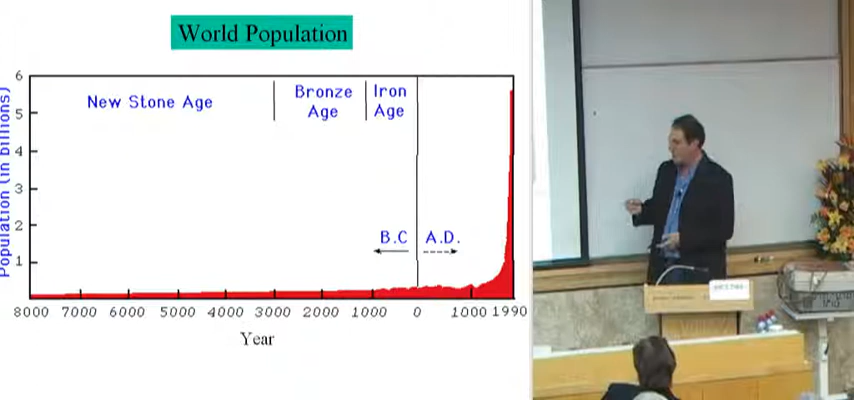 World Population
Population (in billions)
6
5
4
3
2
1
New Stone Age
Bronze Age
Iron Age
B.C
A.D.
8000 7000 6000 5000 4000 3000 2000 1000 0 1000 1990
Year